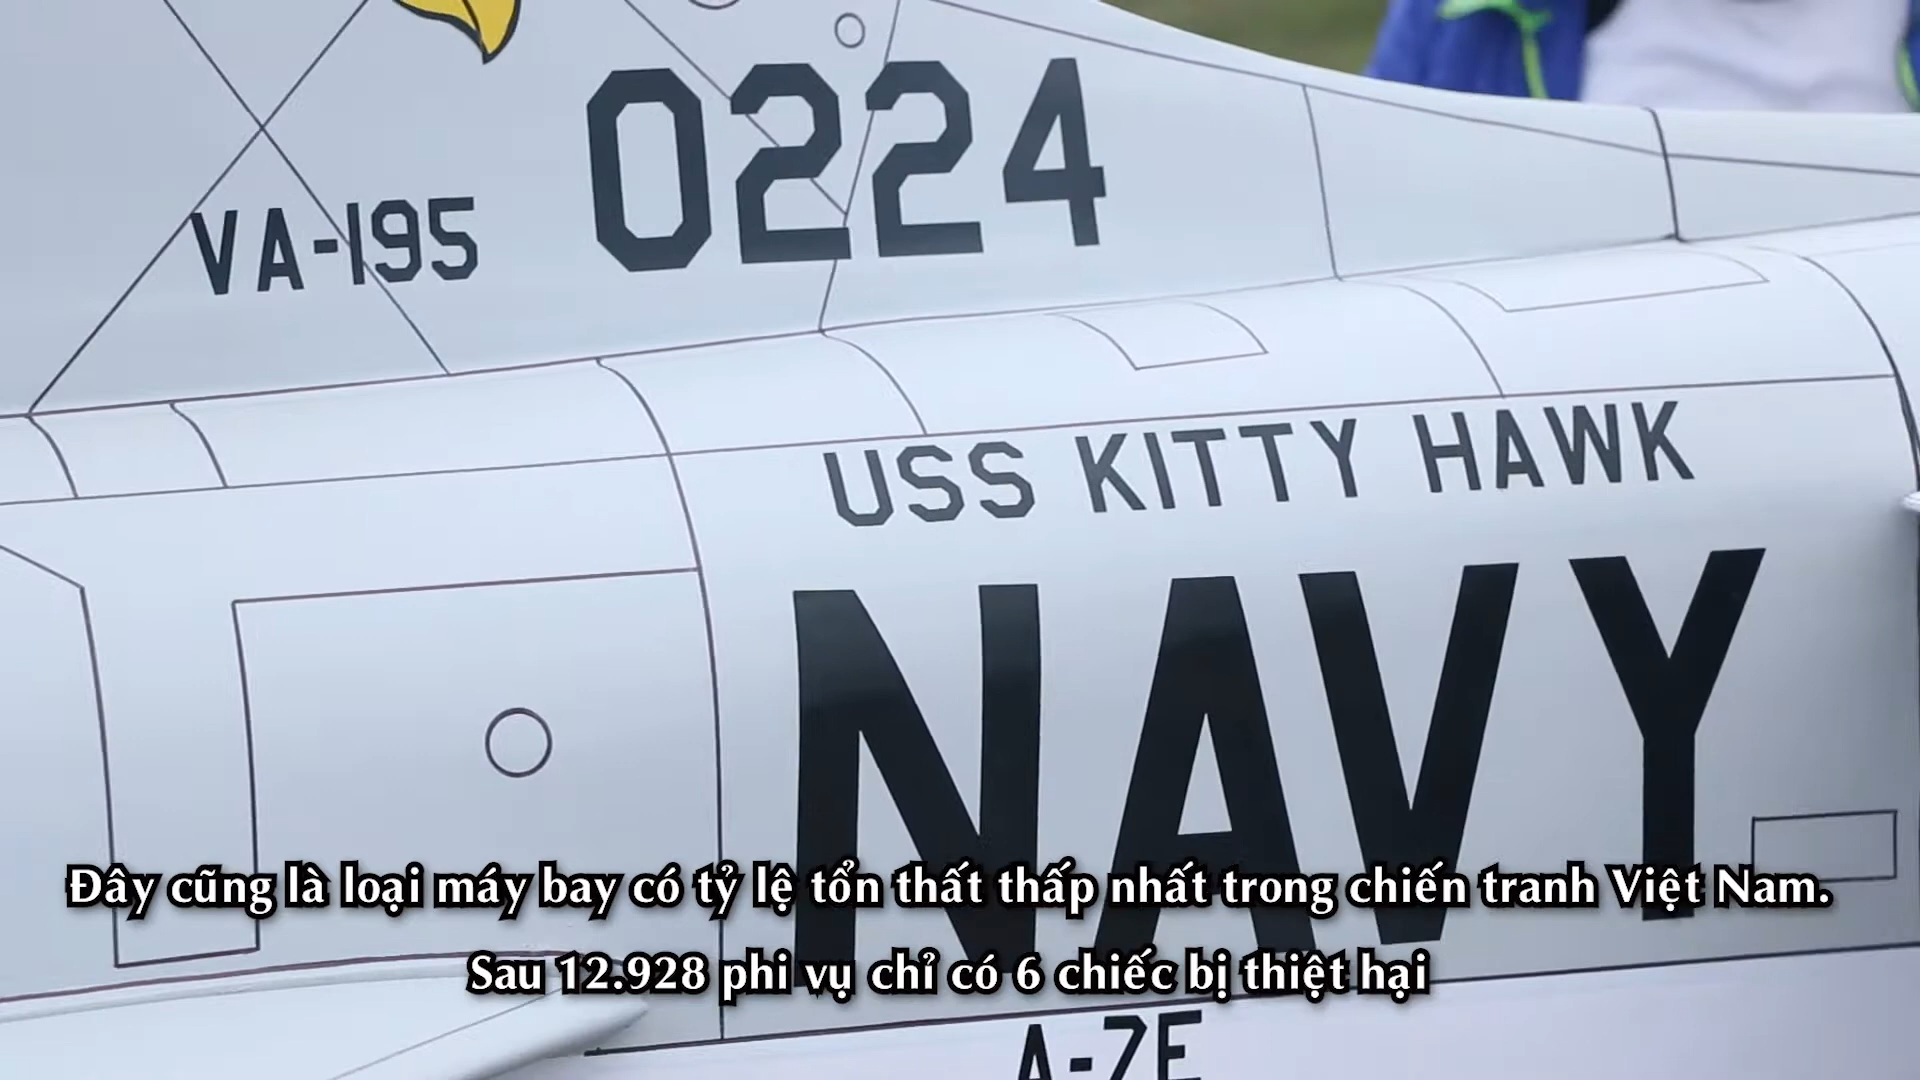 0224
VA-195
USS KITTY HAWK
NAVY
Đây cũng là loại máy bay có tỷ lệ tổn thất thấp nhất trong chiến tranh Việt Nam.
Sau 12.928 phi vụ chỉ có 6 chiếc bị thiệt hại
A-7E